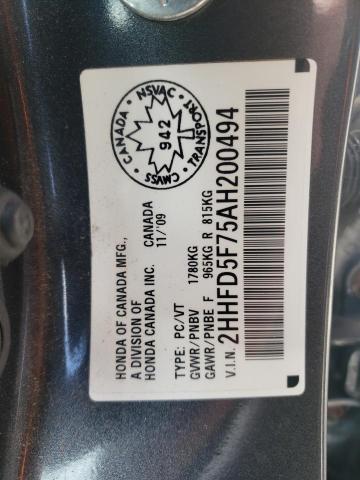 HONDA OF CANADA MFG.,
A DIVISION OF
HONDA CANADA INC. CANADA
11/'09
TYPE: PC/VT
GVWR/PNBV 1780KG
GAWR/PNBE F 965KG R 815KG
V.I.N. 2HHFD5F75AH200494
CANADA · NSVAC · TRANSPORT · CMVSS
942